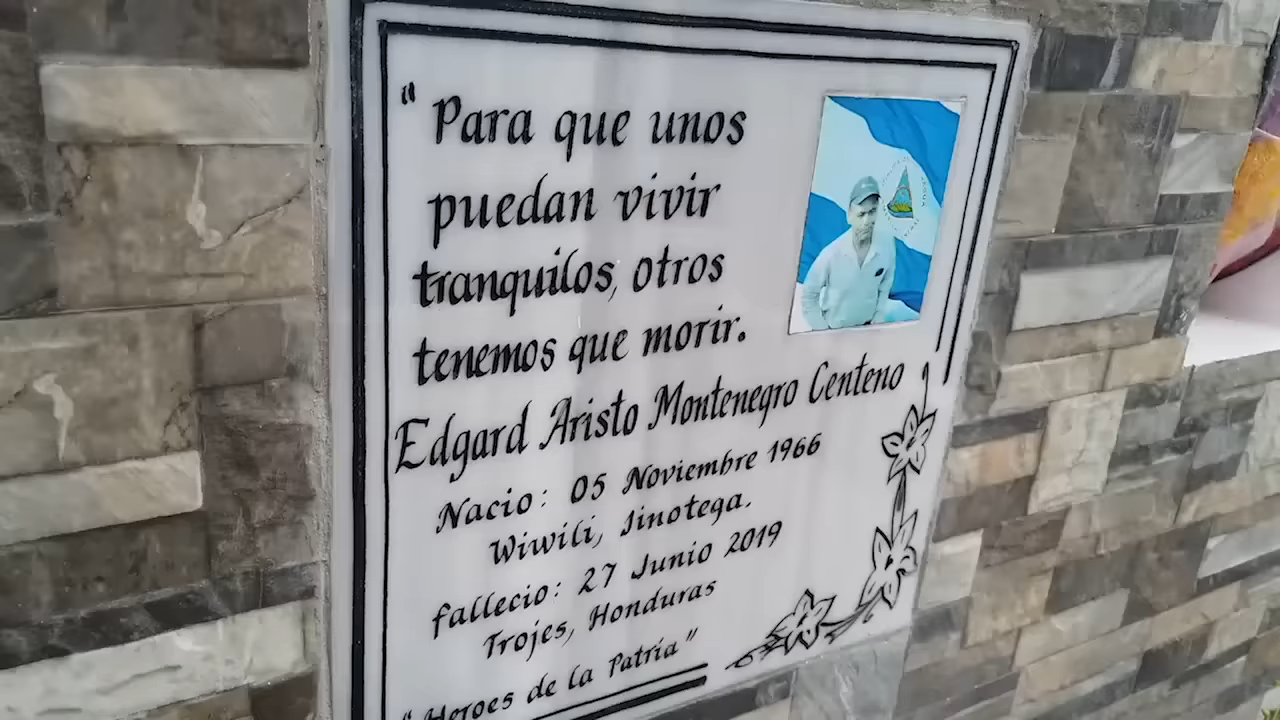 " Para que unos
puedan vivir
tranquilos, otros
tenemos que morir.
Edgard Aristo Montenegro Centeno
Nacio: 05 Noviembre 1966
Wiwili, Jinotega.
fallecio: 27 Junio 2019
Trojes, Honduras
"Heroes de la Patria"